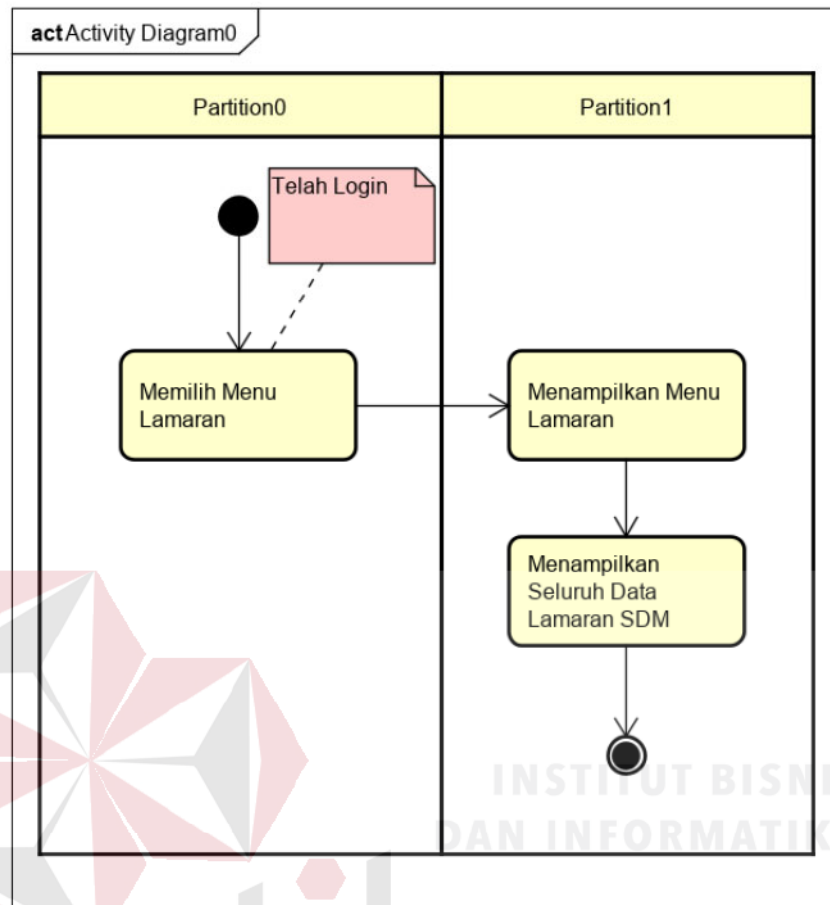 actActivity Diagram0
Partition0
Partition1
Telah Login
Memilih Menu
Lamaran
Menampilkan Menu
Lamaran
Menampilkan
Seluruh Data
Lamaran SDM
INSTITUT BISNI
DAN INFORMATIK